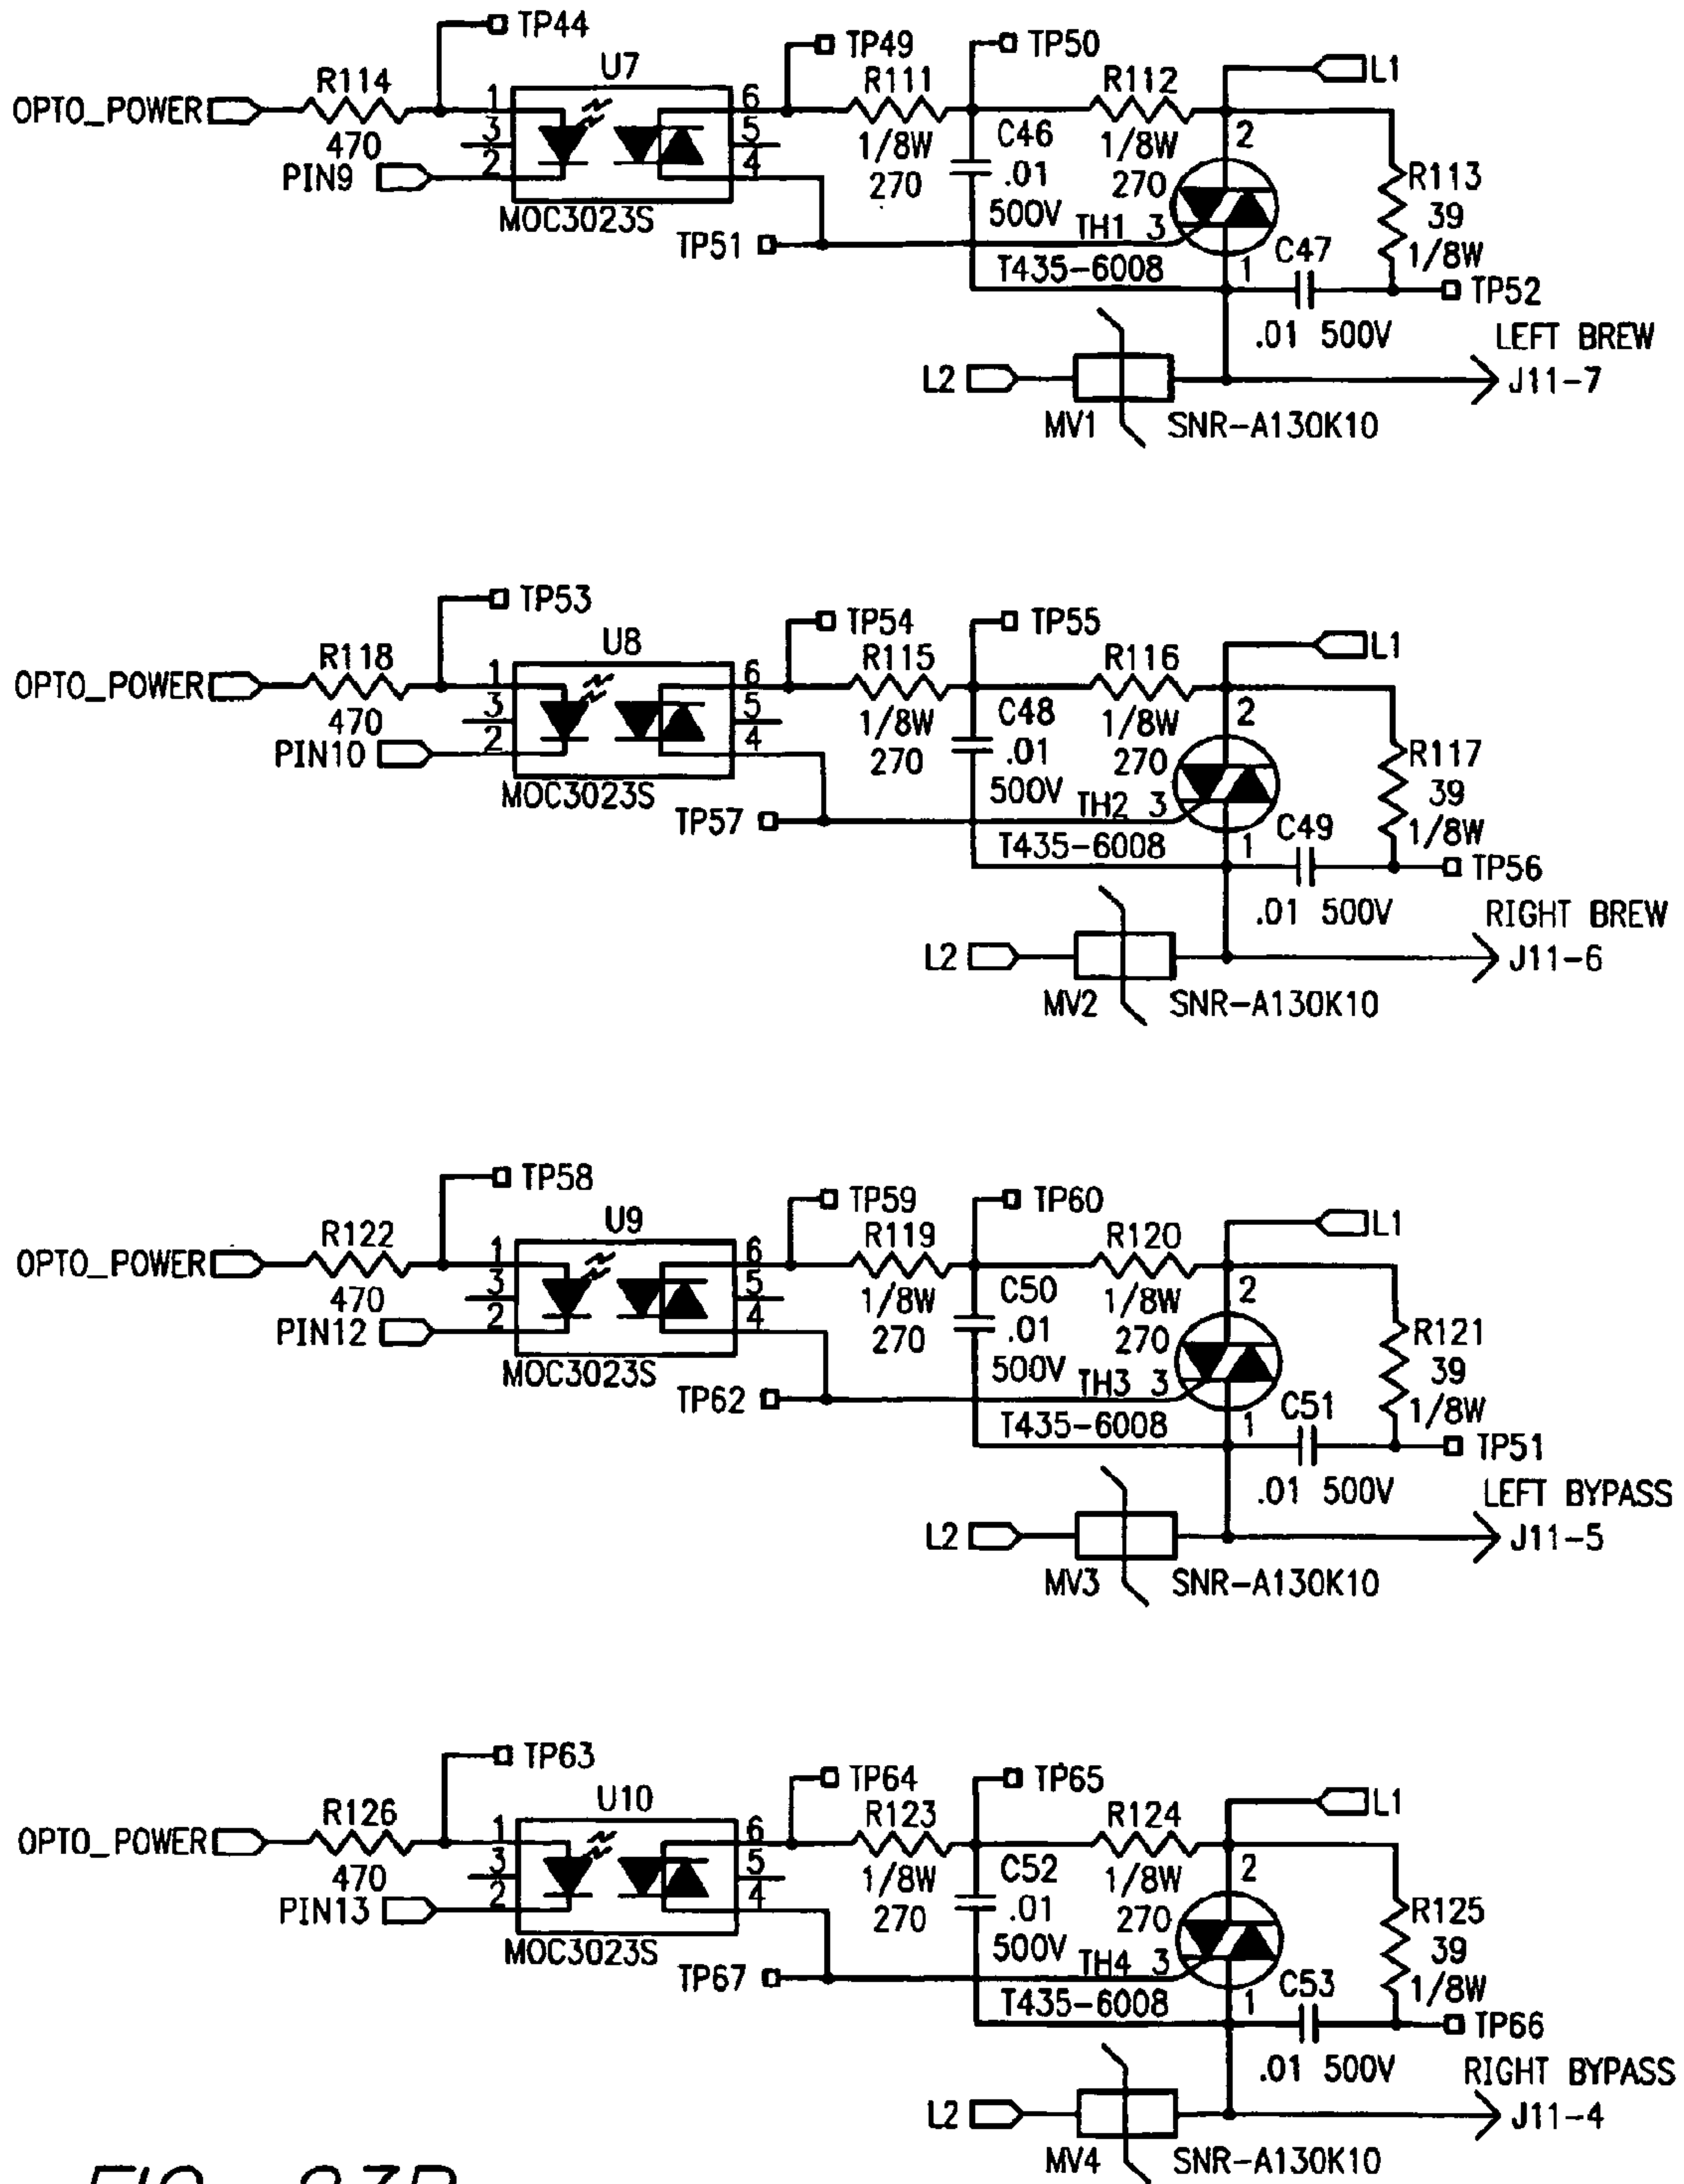 TP44
TP49
TP50
U7
R114
R111
R112
L1
OPTO_POWER
1
6
2
3
5
C46
470
1/8W
1/8W
R113
PIN9
2
4
270
.01
270
39
MOC3023S
500V
1/8W
TP51
TH1 3
C47
T435-6008
1
TP52
.01 500V
LEFT BREW
L2
J11-7
MV1
SNR-A130K10
TP53
TP54
TP55
U8
R118
R115
R116
L1
OPTO_POWER
1
6
2
3
5
C48
470
1/8W
1/8W
R117
PIN10
2
4
270
.01
270
39
MOC3023S
500V
1/8W
TP57
TH2 3
C49
T435-6008
1
TP56
.01 500V
RIGHT BREW
L2
J11-6
MV2
SNR-A130K10
TP58
TP59
TP60
U9
R122
R119
R120
L1
OPTO_POWER
1
6
2
3
5
C50
470
1/8W
1/8W
R121
PIN12
2
4
270
.01
270
39
MOC3023S
500V
1/8W
TP62
TH3 3
C51
T435-6008
1
TP51
.01 500V
LEFT BYPASS
L2
J11-5
MV3
SNR-A130K10
TP63
TP64
TP65
U10
R126
R123
R124
L1
OPTO_POWER
1
6
2
3
5
C52
470
1/8W
1/8W
R125
PIN13
2
4
270
.01
270
39
MOC3023S
500V
1/8W
TP67
TH4 3
C53
T435-6008
1
TP66
.01 500V
RIGHT BYPASS
L2
J11-4
MV4
SNR-A130K10